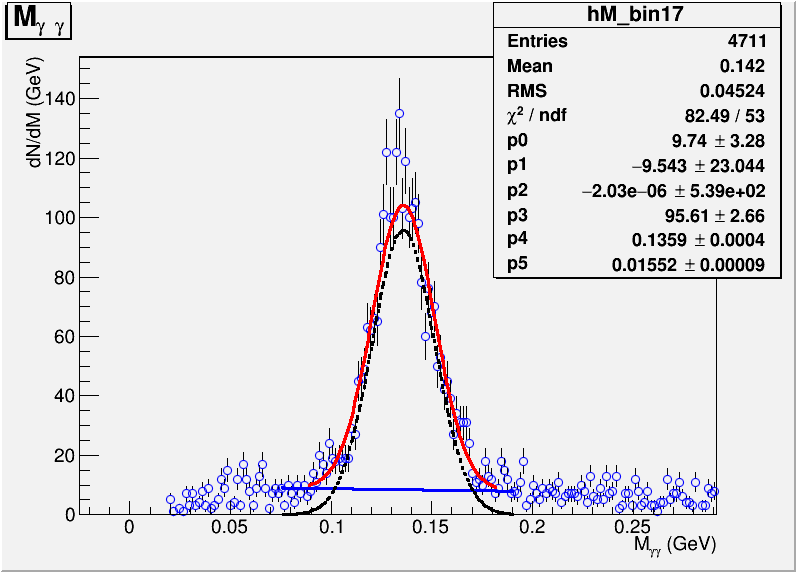 M γ γ
hM_bin17
Entries 4711
Mean 0.142
RMS 0.04524
χ² / ndf 82.49 / 53
p0 9.74 ± 3.28
p1 −9.543 ± 23.044
p2 −2.03e−06 ± 5.39e+02
p3 95.61 ± 2.66
p4 0.1359 ± 0.0004
p5 0.01552 ± 0.00009
dN/dM (GeV)
140
120
100
80
60
40
20
0
0 0.05 0.1 0.15 0.2 0.25
M γγ (GeV)